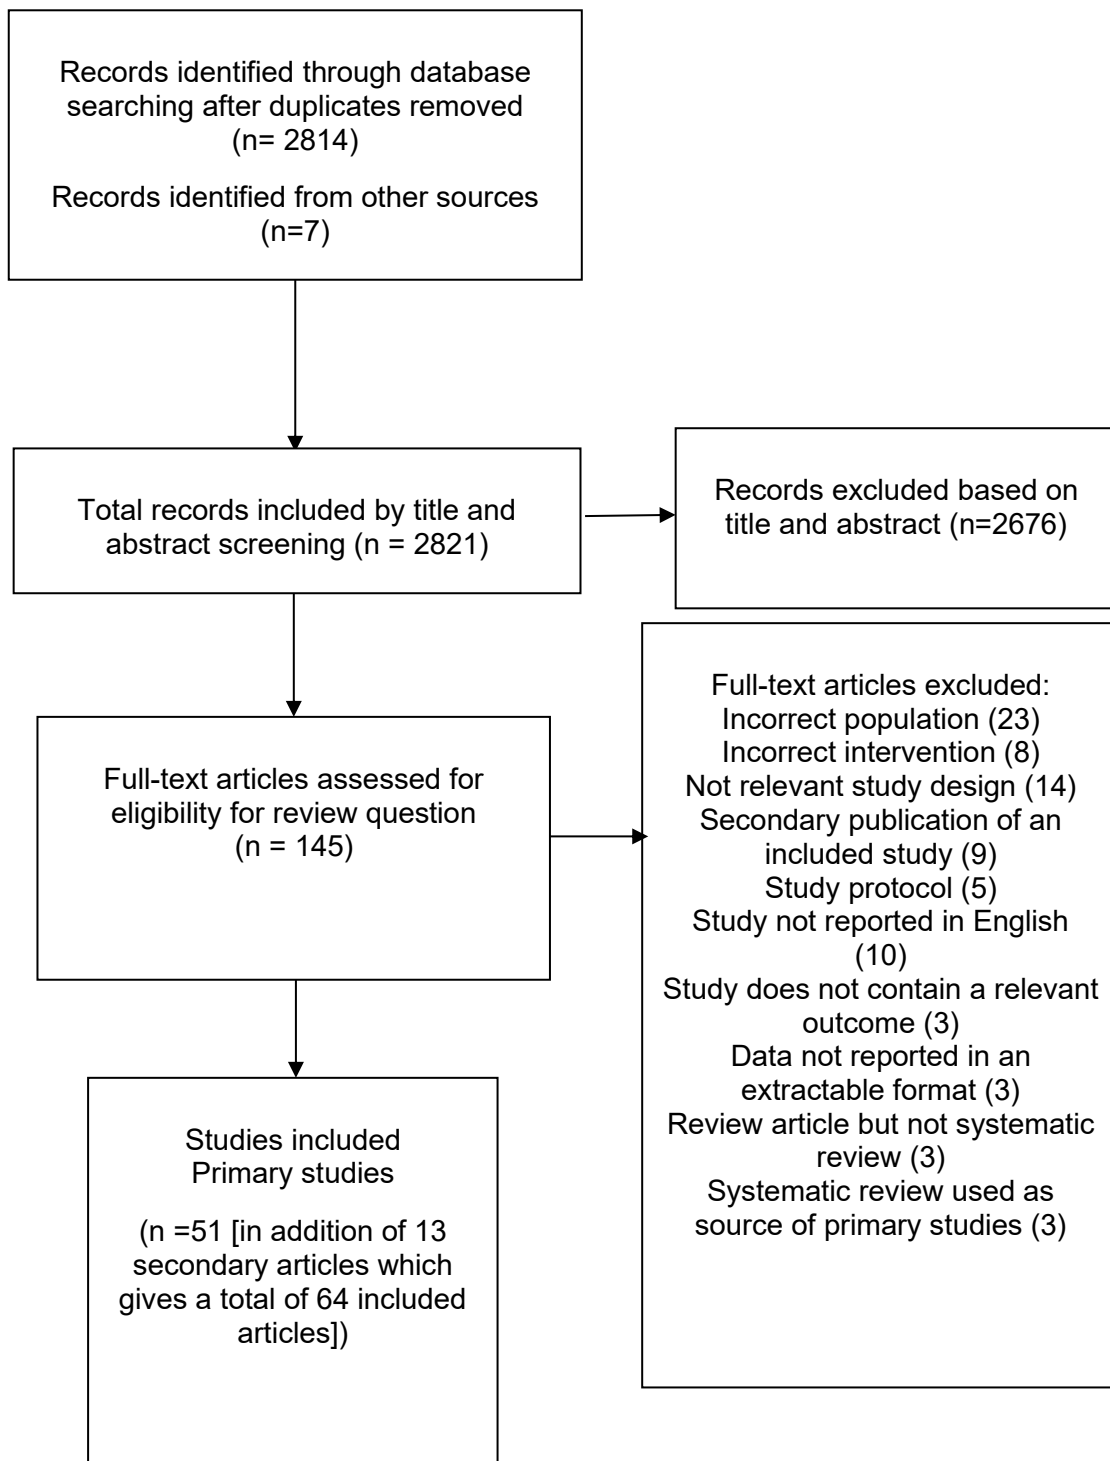 Records identified through database
searching after duplicates removed
(n= 2814)
Records identified from other sources
(n=7)
Total records included by title and
abstract screening (n = 2821)
Records excluded based on
title and abstract (n=2676)
Full-text articles assessed for
eligibility for review question
(n = 145)
Full-text articles excluded:
Incorrect population (23)
Incorrect intervention (8)
Not relevant study design (14)
Secondary publication of an
included study (9)
Study protocol (5)
Study not reported in English
(10)
Study does not contain a relevant
outcome (3)
Data not reported in an
extractable format (3)
Review article but not systematic
review (3)
Systematic review used as
source of primary studies (3)
Studies included
Primary studies
(n =51 [in addition of 13
secondary articles which
gives a total of 64 included
articles])